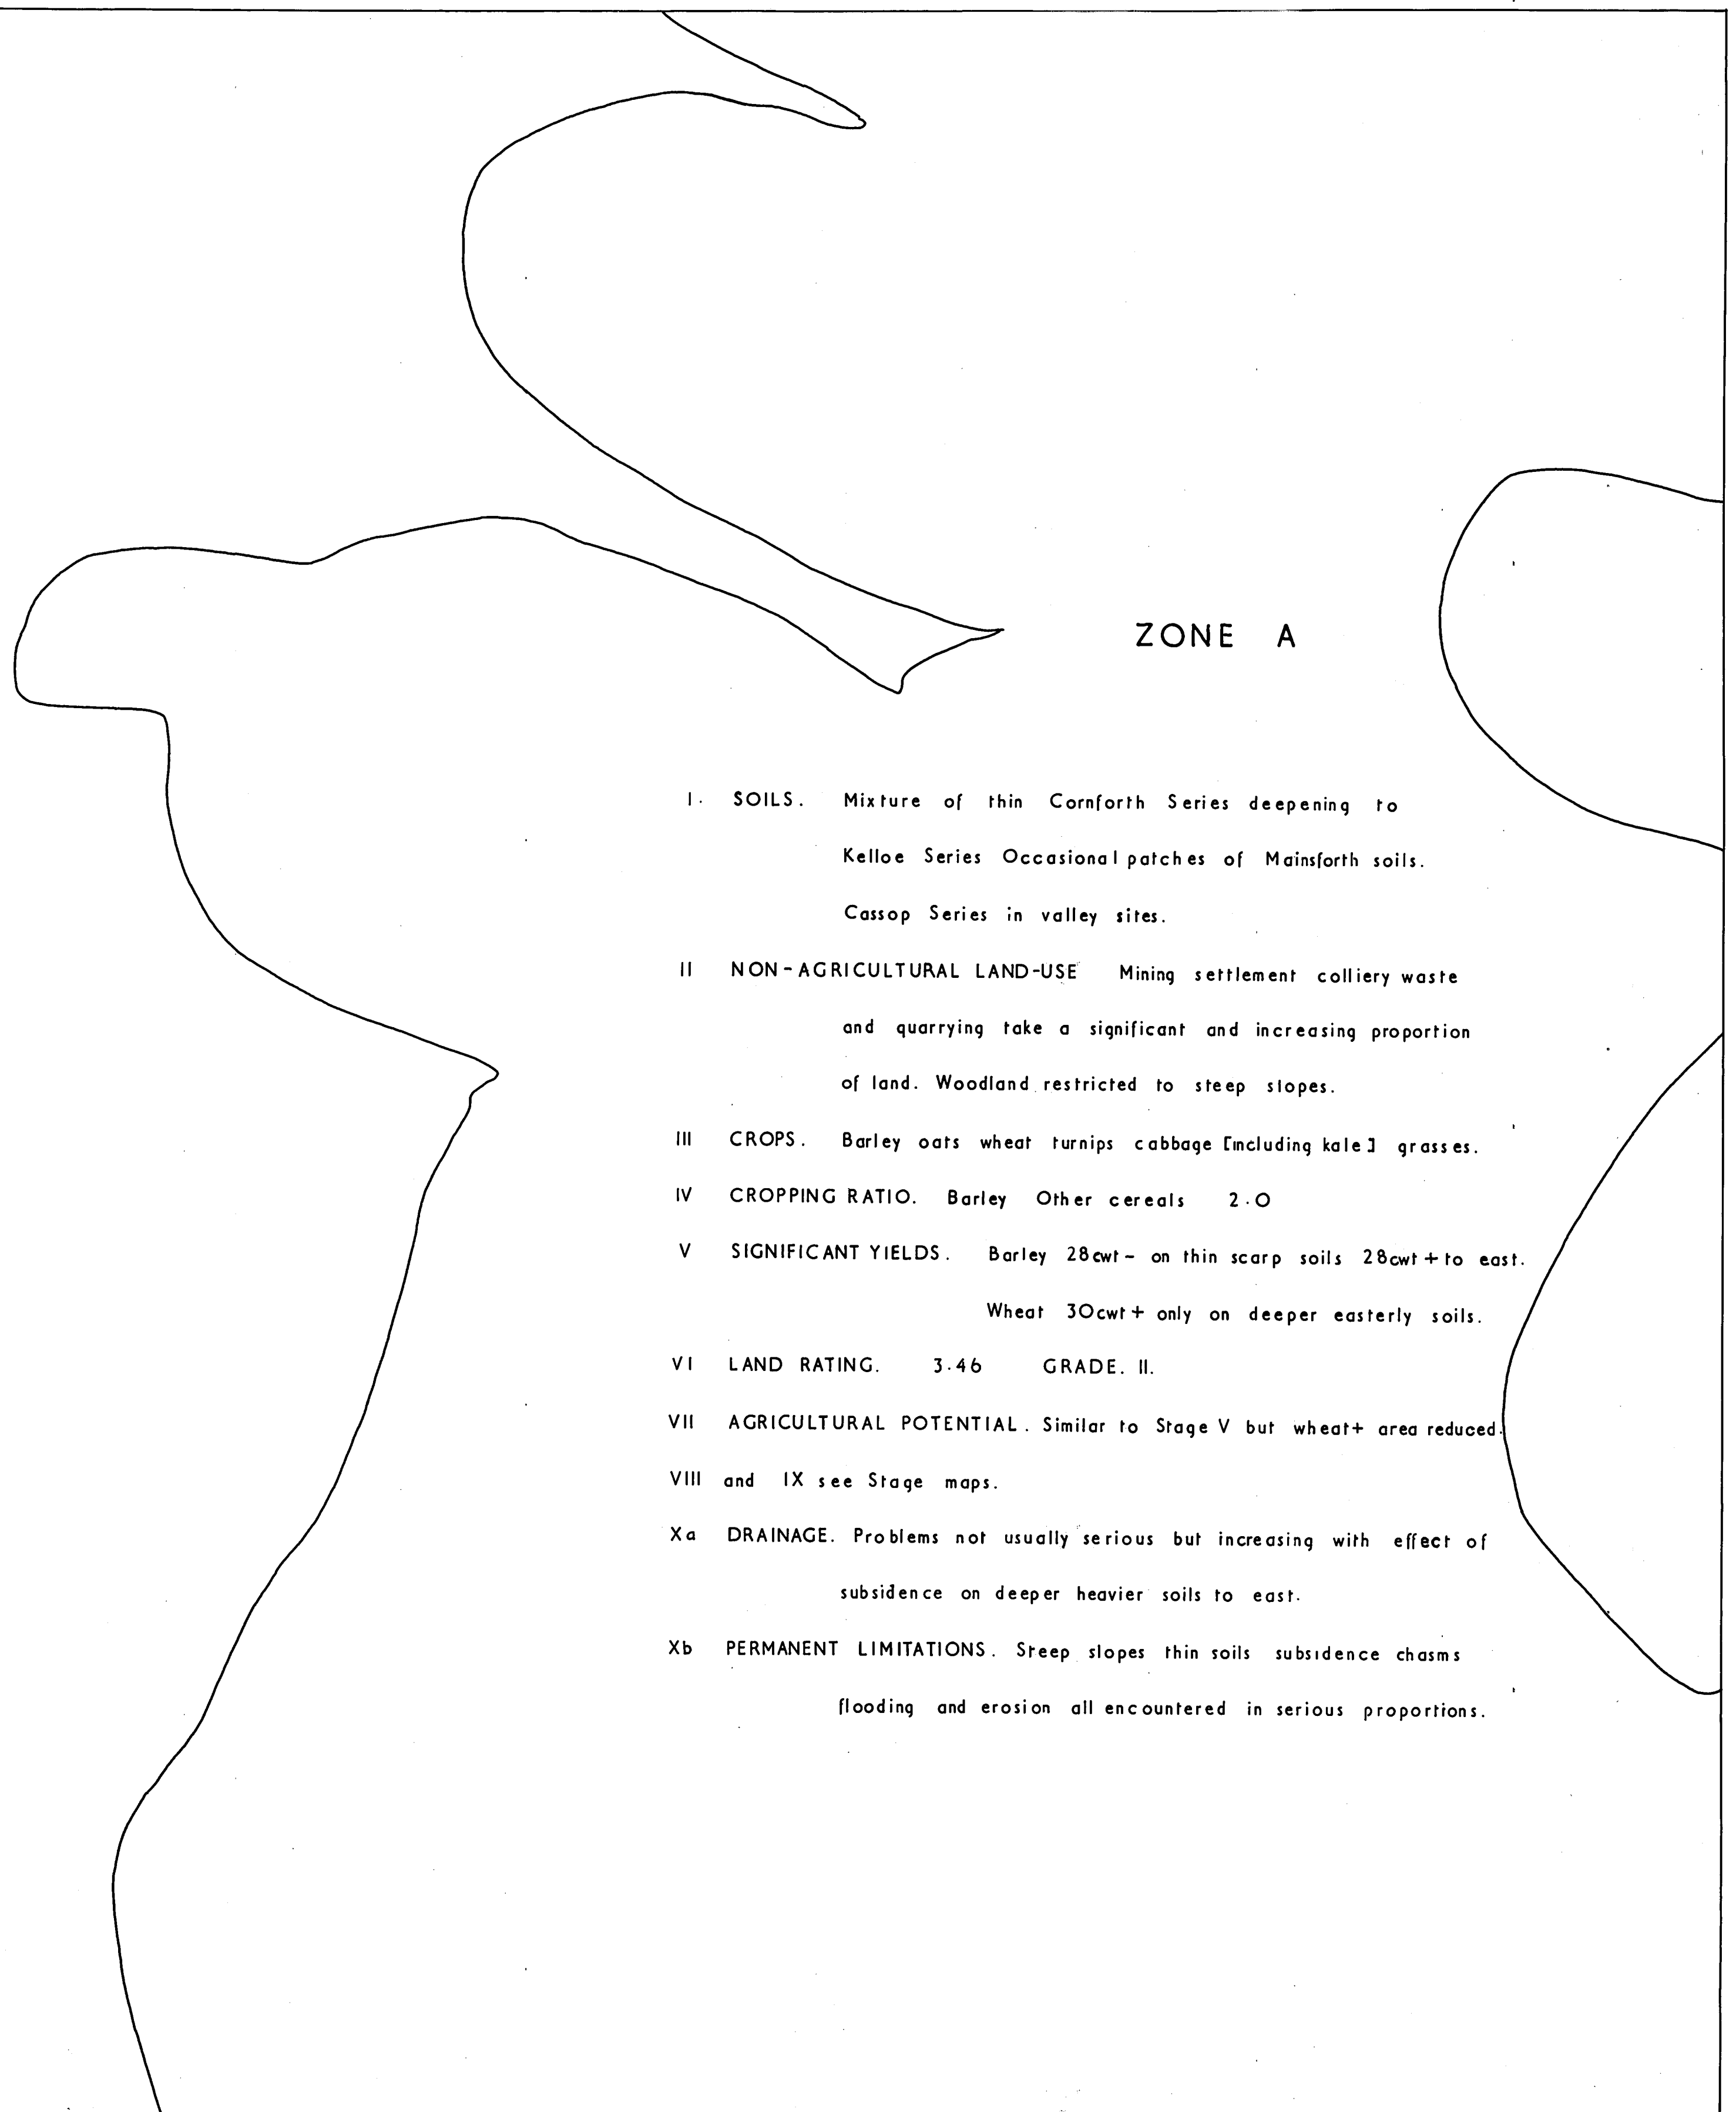 ZONE A
I. SOILS. Mixture of thin Cornforth Series deepening to
Kelloe Series Occasional patches of Mainsforth soils.
Cassop Series in valley sites.
II NON-AGRICULTURAL LAND-USE Mining settlement colliery waste
and quarrying take a significant and increasing proportion
of land. Woodland restricted to steep slopes.
III CROPS. Barley oats wheat turnips cabbage [including kale] grasses.
IV CROPPING RATIO. Barley Other cereals 2.0
V SIGNIFICANT YIELDS. Barley 28cwt- on thin scarp soils 28cwt+ to east.
Wheat 30cwt+ only on deeper easterly soils.
VI LAND RATING. 3.46 GRADE. II.
VII AGRICULTURAL POTENTIAL. Similar to Stage V but wheat+ area reduced.
VIII and IX see Stage maps.
Xa DRAINAGE. Problems not usually serious but increasing with effect of
subsidence on deeper heavier soils to east.
Xb PERMANENT LIMITATIONS. Steep slopes thin soils subsidence chasms
flooding and erosion all encountered in serious proportions.